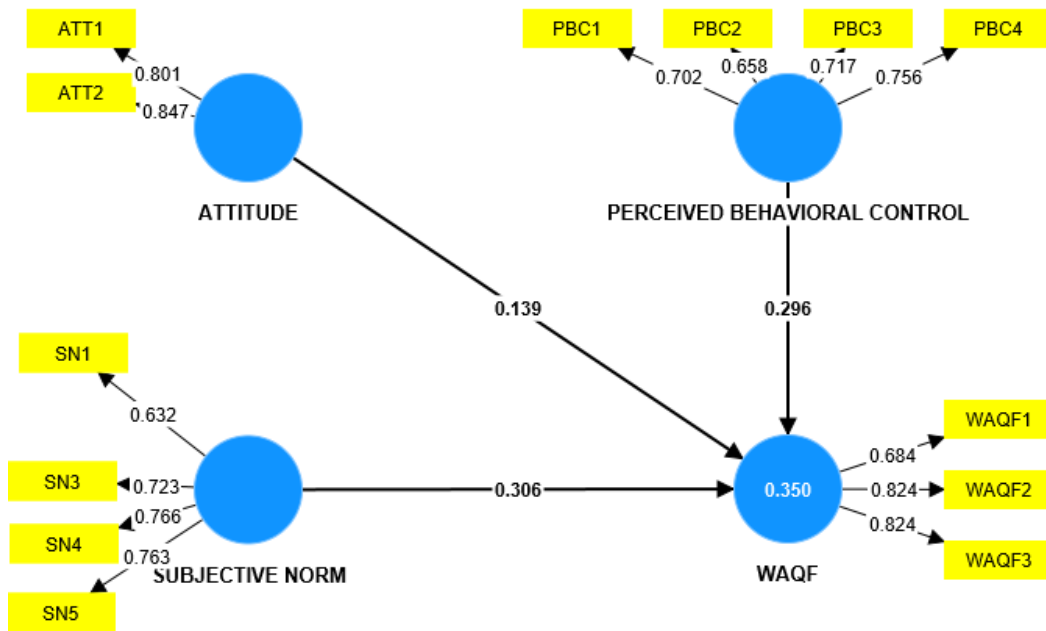 ATT1
0.801
ATT2
0.847
ATTITUDE
PBC1
PBC2
PBC3
PBC4
0.702
0.658
0.717
0.756
PERCEIVED BEHAVIORAL CONTROL
0.139
0.296
SN1
0.632
SN3
0.723
SN4
0.766
SN5
0.763
SUBJECTIVE NORM
0.306
0.350
WAQF
WAQF1
0.684
WAQF2
0.824
WAQF3
0.824